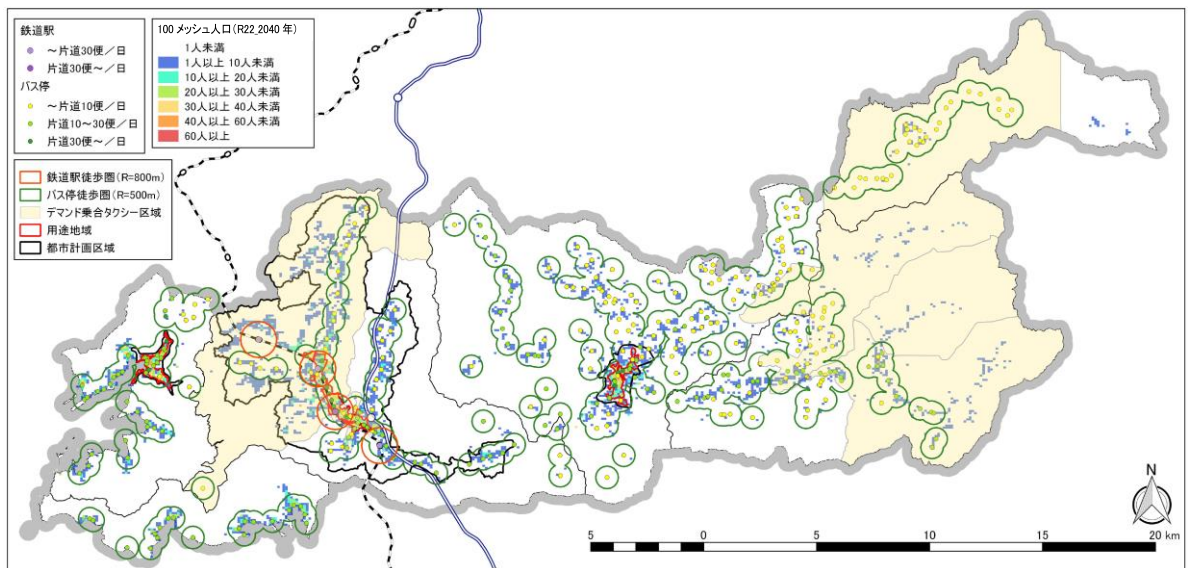 鉄道駅
～片道30便／日
片道30便～／日
バス停
～片道10便／日
片道10～30便／日
片道30便～／日
100メッシュ人口（R22_2040年）
1人未満
1人以上 10人未満
10人以上 20人未満
20人以上 30人未満
30人以上 40人未満
40人以上 60人未満
60人以上
鉄道駅徒歩圏（R=800m）
バス停徒歩圏（R=500m）
デマンド乗合タクシー区域
用途地域
都市計画区域
N
5 0 5 10 15 20 km